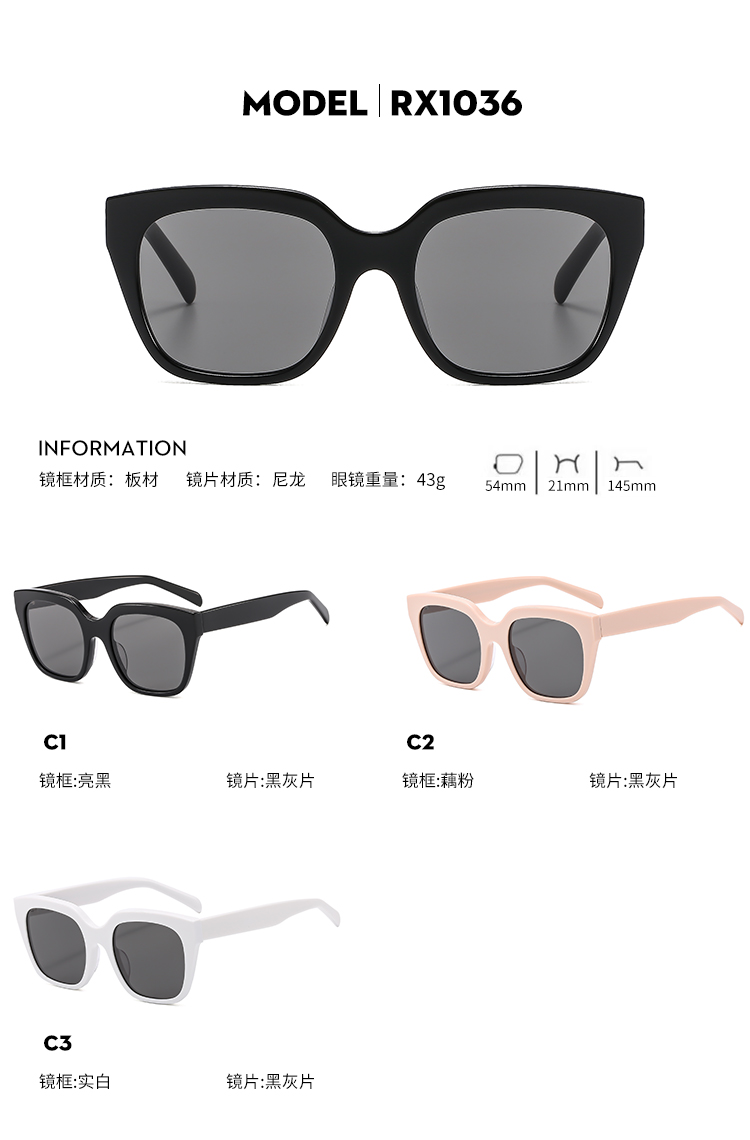 MODEL | RX1036
INFORMATION
镜框材质：板材 镜片材质：尼龙 眼镜重量：43g
54mm 21mm 145mm
C1
镜框:亮黑 镜片:黑灰片
C2
镜框:藕粉 镜片:黑灰片
C3
镜框:实白 镜片:黑灰片